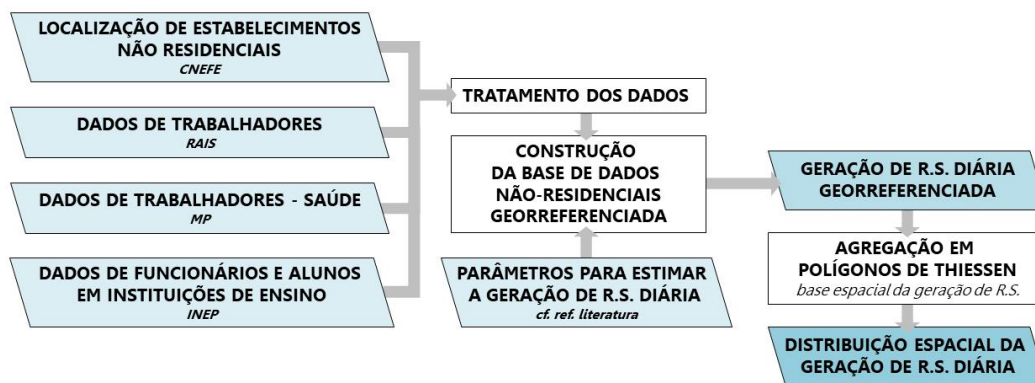 LOCALIZAÇÃO DE ESTABELECIMENTOS
NÃO RESIDENCIAIS
CNEFE
DADOS DE TRABALHADORES
RAIS
DADOS DE TRABALHADORES - SAÚDE
MP
DADOS DE FUNCIONÁRIOS E ALUNOS
EM INSTITUIÇÕES DE ENSINO
INEP
TRATAMENTO DOS DADOS
CONSTRUÇÃO
DA BASE DE DADOS
NÃO-RESIDENCIAIS
GEORREFERENCIADA
PARÂMETROS PARA ESTIMAR
A GERAÇÃO DE R.S. DIÁRIA
cf. ref. literatura
GERAÇÃO DE R.S. DIÁRIA
GEORREFERENCIADA
AGREGAÇÃO EM
POLÍGONOS DE THIESSEN
base espacial da geração de R.S.
DISTRIBUIÇÃO ESPACIAL DA
GERAÇÃO DE R.S. DIÁRIA